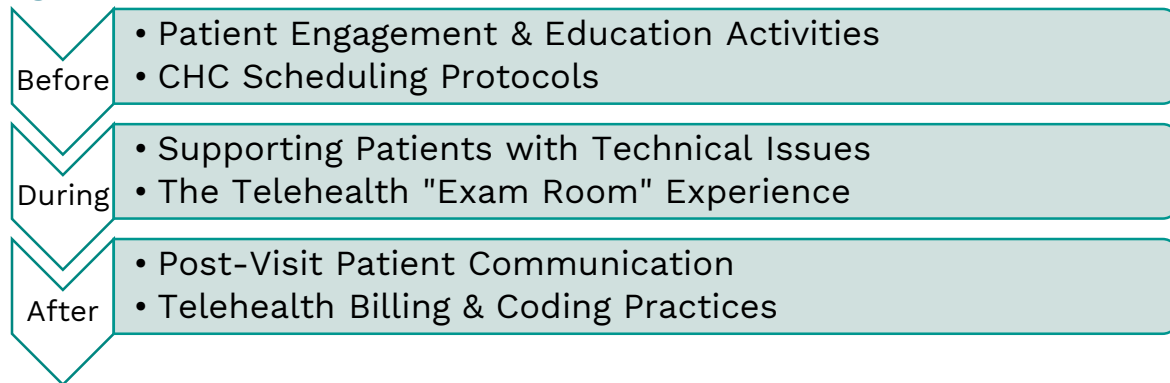 Before
• Patient Engagement & Education Activities
• CHC Scheduling Protocols
During
• Supporting Patients with Technical Issues
• The Telehealth "Exam Room" Experience
After
• Post-Visit Patient Communication
• Telehealth Billing & Coding Practices